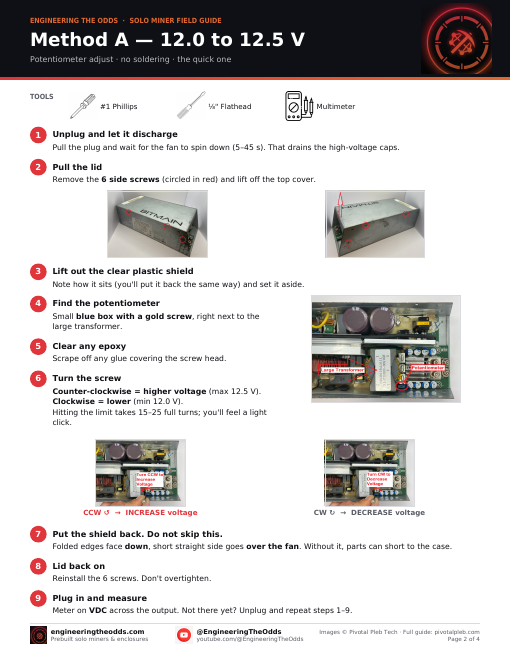 ENGINEERING THE ODDS · SOLO MINER FIELD GUIDE
Method A — 12.0 to 12.5 V
Potentiometer adjust · no soldering · the quick one
TOOLS
#1 Phillips
¼" Flathead
Multimeter
1 Unplug and let it discharge
Pull the plug and wait for the fan to spin down (5–45 s). That drains the high-voltage caps.
2 Pull the lid
Remove the 6 side screws (circled in red) and lift off the top cover.
BITMAIN
3 Lift out the clear plastic shield
Note how it sits (you'll put it back the same way) and set it aside.
4 Find the potentiometer
Small blue box with a gold screw, right next to the
large transformer.
Large Transformer
Potentiometer
5 Clear any epoxy
Scrape off any glue covering the screw head.
6 Turn the screw
Counter-clockwise = higher voltage (max 12.5 V).
Clockwise = lower (min 12.0 V).
Hitting the limit takes 15–25 full turns; you'll feel a light
click.
Turn CCW to
Increase
Voltage
Turn CW to
Decrease
Voltage
CCW ↺ → INCREASE voltage
CW ↻ → DECREASE voltage
7 Put the shield back. Do not skip this.
Folded edges face down, short straight side goes over the fan. Without it, parts can short to the case.
8 Lid back on
Reinstall the 6 screws. Don't overtighten.
9 Plug in and measure
Meter on VDC across the output. Not there yet? Unplug and repeat steps 1–9.
engineeringtheodds.com
Prebuilt solo miners & enclosures
@EngineeringTheOdds
youtube.com/@EngineeringTheOdds
Images © Pivotal Pleb Tech · Full guide: pivotalpleb.com
Page 2 of 4